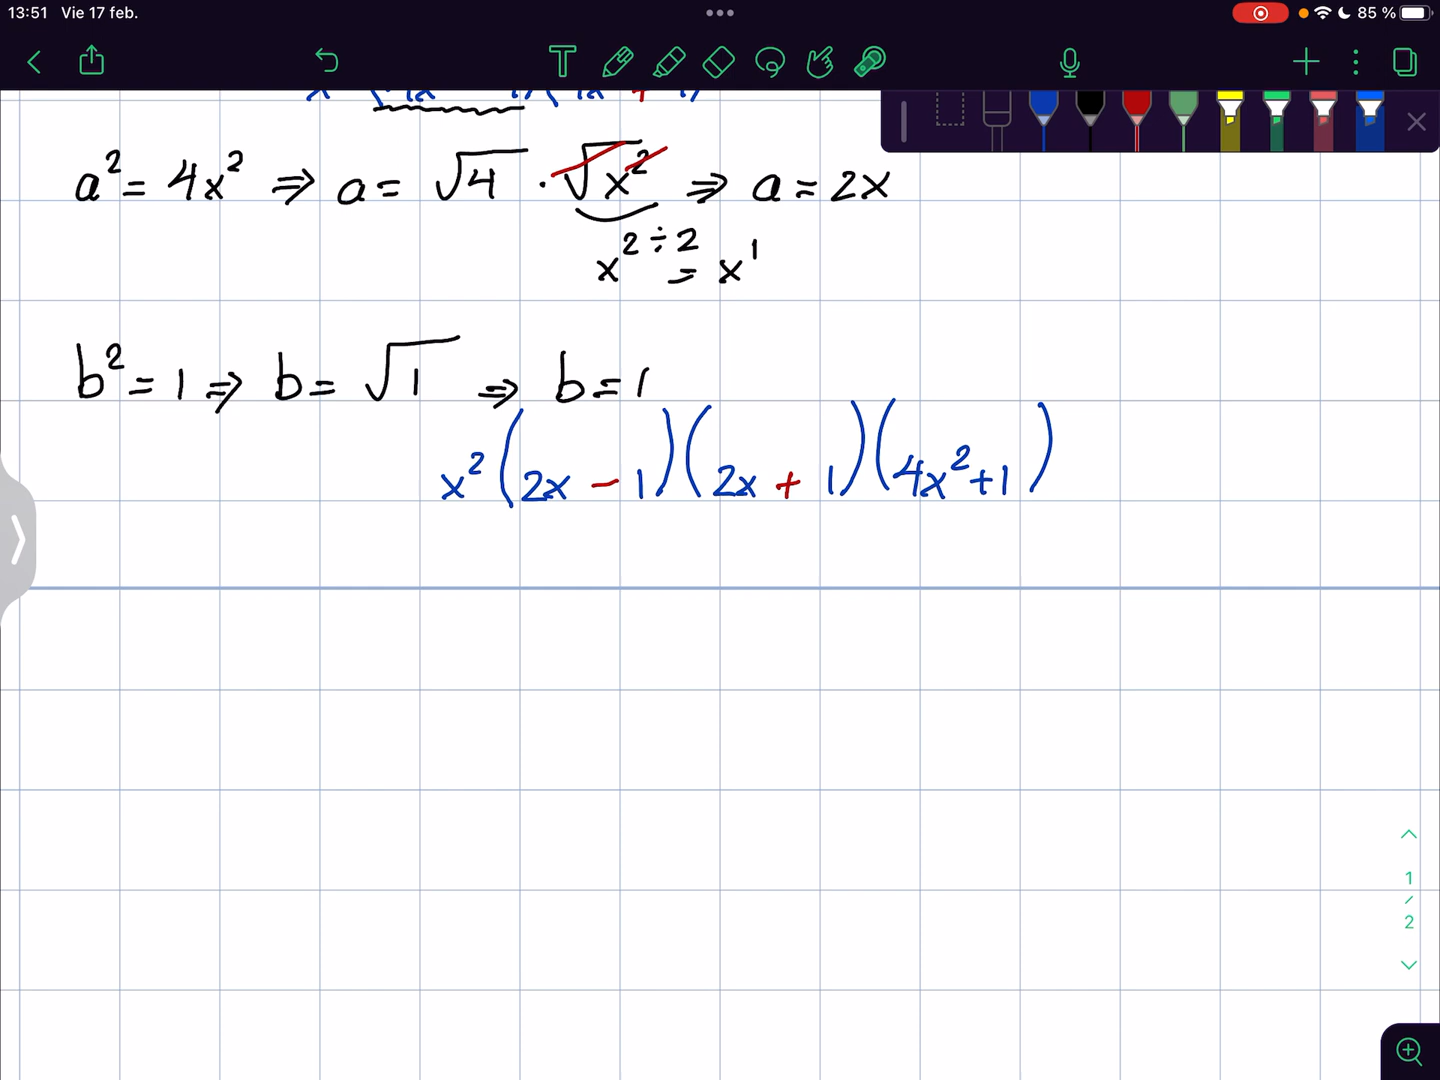 13:51 Vie 17 feb. 85 %
T
a² = 4x² ⇒ a = √4 · √x² ⇒ a = 2x
x^(2÷2) = x¹
b² = 1 ⇒ b = √1 ⇒ b = 1
x²(2x − 1)(2x + 1)(4x² + 1)
1
/
2